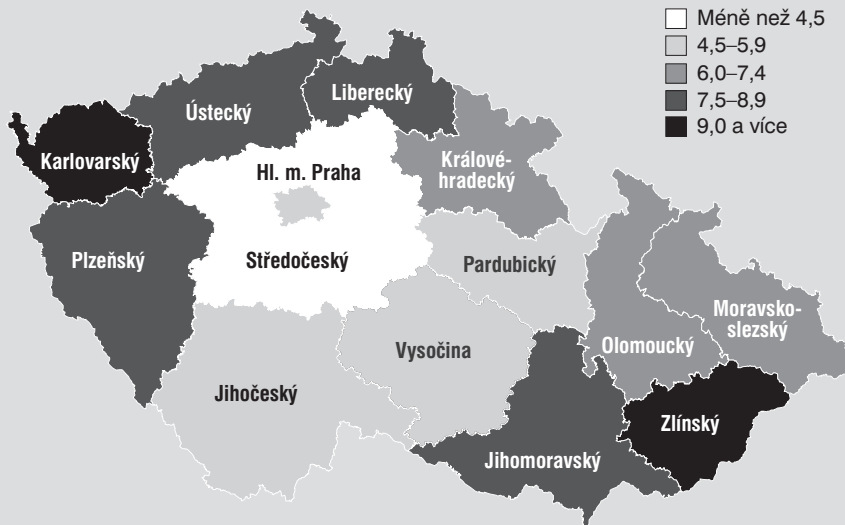 Méně než 4,5
4,5–5,9
6,0–7,4
7,5–8,9
9,0 a více
Liberecký
Ústecký
Karlovarský
Králové-
hradecký
Hl. m. Praha
Středočeský
Plzeňský
Pardubický
Moravsko-
slezský
Olomoucký
Vysočina
Jihočeský
Zlínský
Jihomoravský